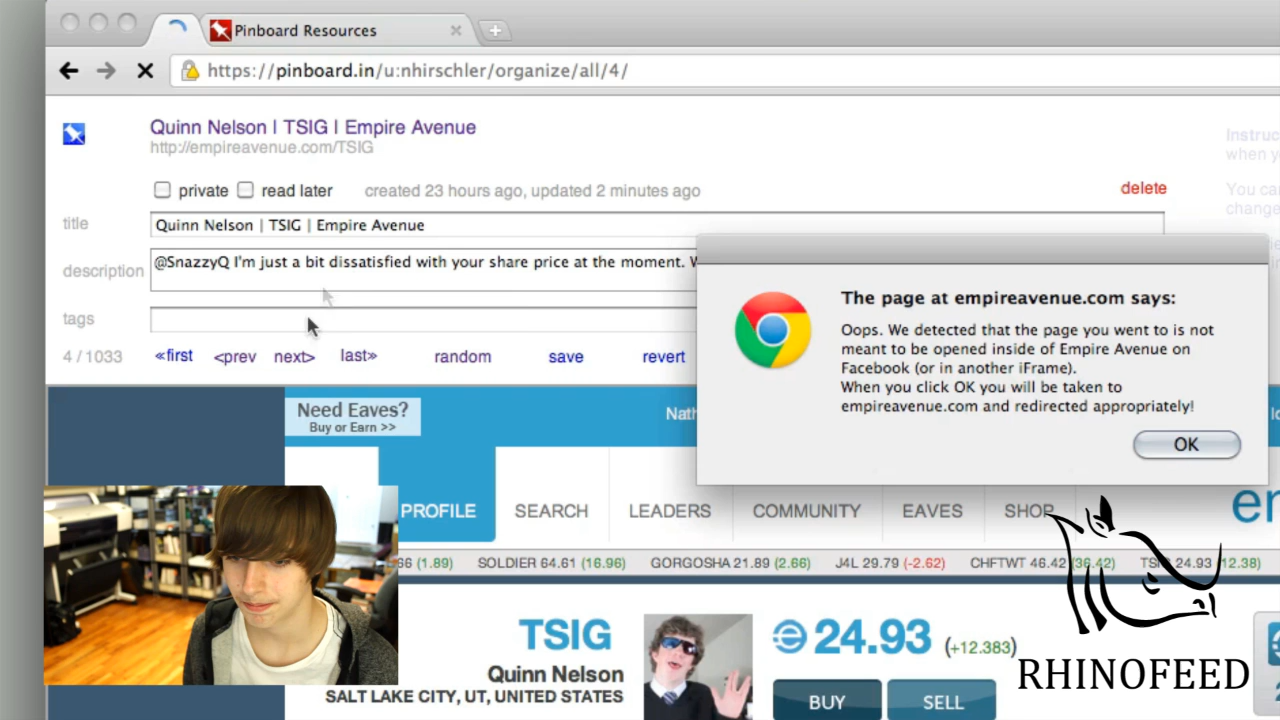 Pinboard Resources
https://pinboard.in/u:nhirschler/organize/all/4/
Quinn Nelson | TSIG | Empire Avenue
http://empireavenue.com/TSIG
Instruc
when yo
private read later created 23 hours ago, updated 2 minutes ago delete
You ca
change
title Quinn Nelson | TSIG | Empire Avenue
description @SnazzyQ I'm just a bit dissatisfied with your share price at the moment. W
tags
4 / 1033 «first <prev next> last» random save revert
The page at empireavenue.com says:
Oops. We detected that the page you went to is not
meant to be opened inside of Empire Avenue on
Facebook (or in another iFrame).
When you click OK you will be taken to
empireavenue.com and redirected appropriately!
OK
Need Eaves?
Buy or Earn >>
Nath
PROFILE SEARCH LEADERS COMMUNITY EAVES SHOP
em
66 (1.89) SOLDIER 64.61 (16.96) GORGOSHA 21.89 (2.66) J4L 29.79 (-2.62) CHFTWT 46.42 (36.42) TSIG 24.93 (12.38)
TSIG
Quinn Nelson
SALT LAKE CITY, UT, UNITED STATES
24.93 (+12.383)
BUY SELL
RHINOFEED